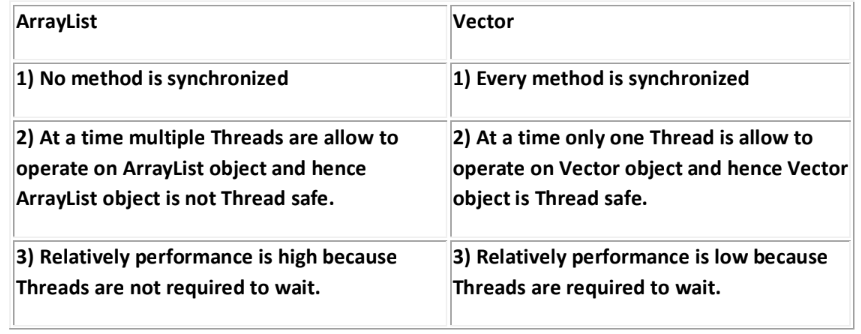 ArrayList
Vector
1) No method is synchronized
1) Every method is synchronized
2) At a time multiple Threads are allow to
operate on ArrayList object and hence
ArrayList object is not Thread safe.
2) At a time only one Thread is allow to
operate on Vector object and hence Vector
object is Thread safe.
3) Relatively performance is high because
Threads are not required to wait.
3) Relatively performance is low because
Threads are required to wait.